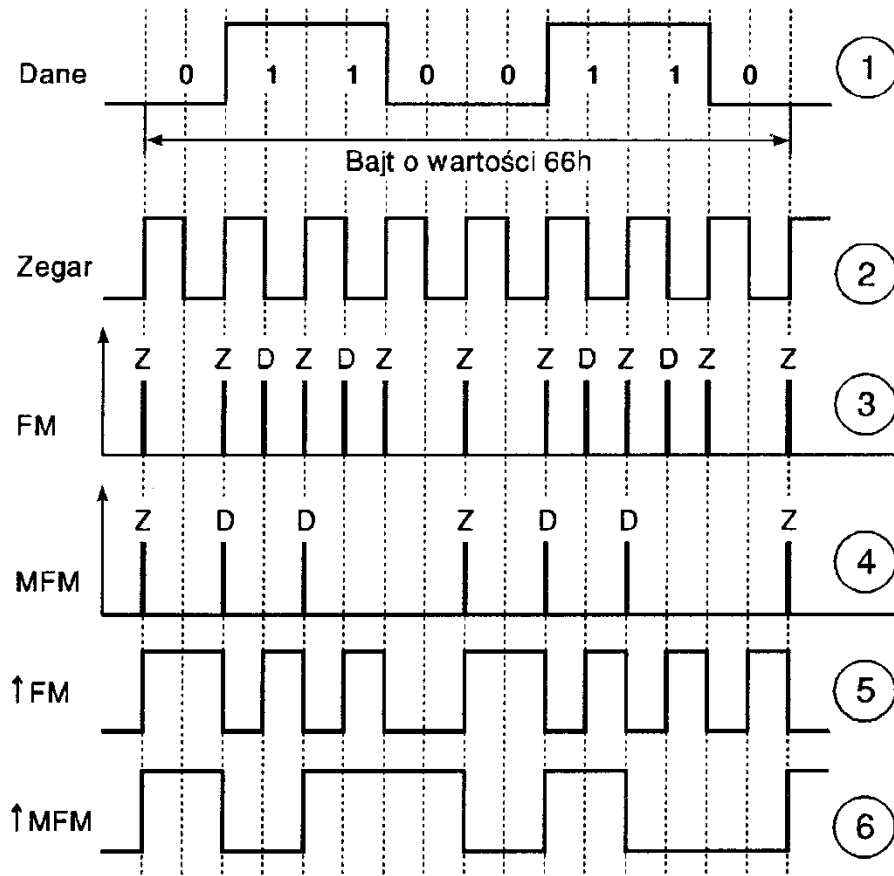 Dane 0 1 1 0 0 1 1 0 1
Bajt o wartości 66h
Zegar 2
Z Z D Z D Z Z Z D Z D Z Z
FM 3
Z D D Z D D Z
MFM 4
↑FM 5
↑MFM 6